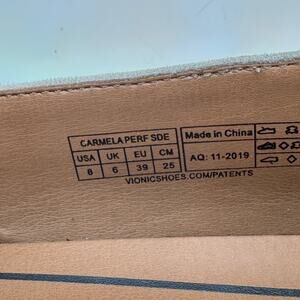 CARMELA PERF SDE
USA UK EU CM
8 6 39 25
Made in China
AQ: 11-2019
VIONICSHOES.COM/PATENTS